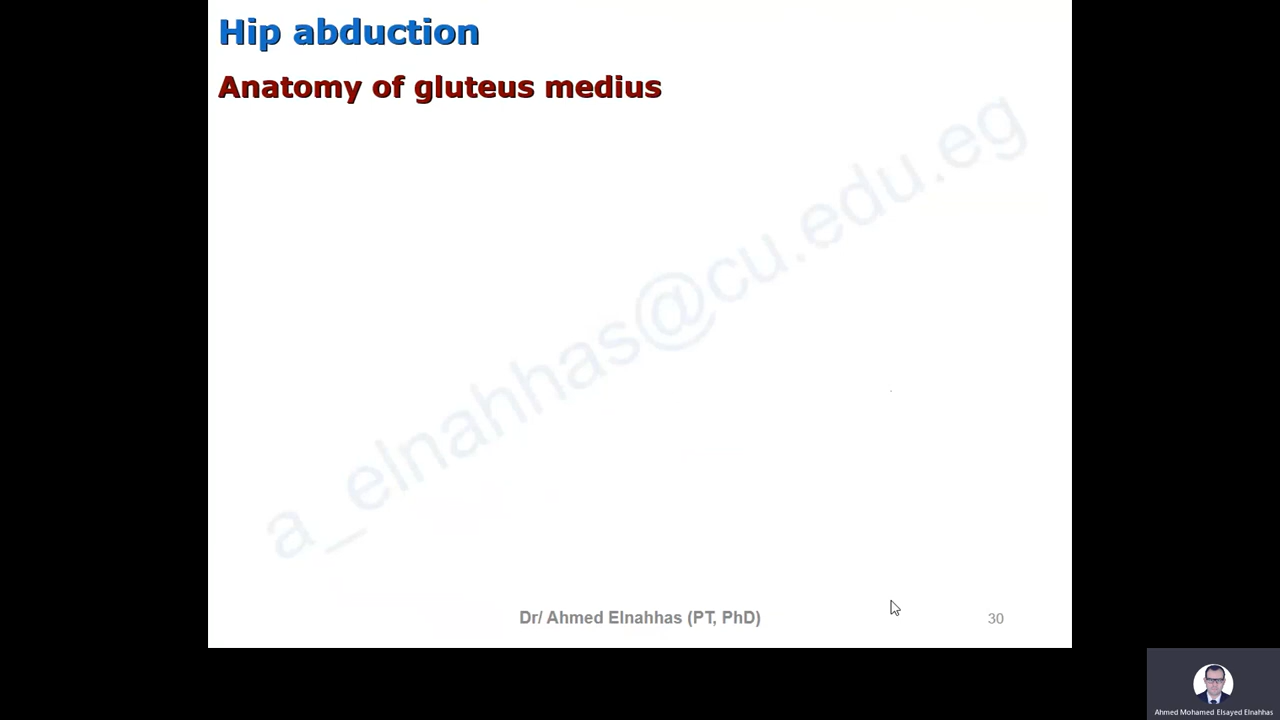 Hip abduction
Anatomy of gluteus medius
a_elnahhas@cu.edu.eg
Dr/ Ahmed Elnahhas (PT, PhD)
30
Ahmed Mohamed Elsayed Elnahhas